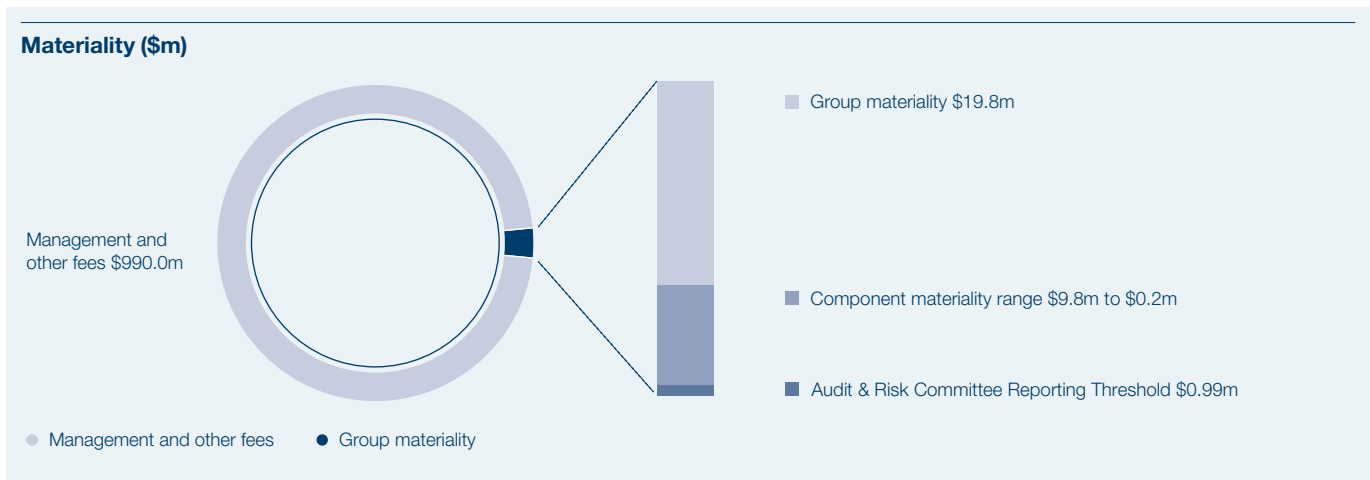 Materiality ($m)
Management and
other fees $990.0m
Group materiality $19.8m
Component materiality range $9.8m to $0.2m
Audit & Risk Committee Reporting Threshold $0.99m
Management and other fees
Group materiality